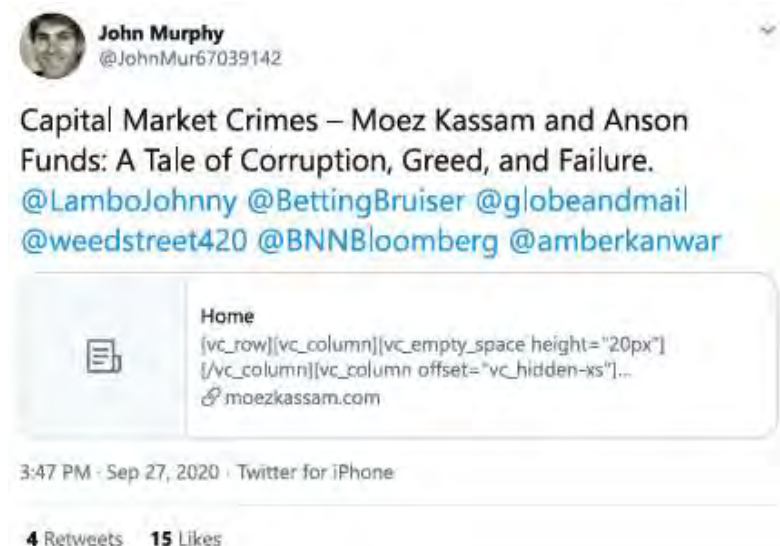 John Murphy
@JohnMur67039142
Capital Market Crimes – Moez Kassam and Anson
Funds: A Tale of Corruption, Greed, and Failure.
@LamboJohnny @BettingBruiser @globeandmail
@weedstreet420 @BNNBloomberg @amberkanwar
Home
[vc_row][vc_column][vc_empty_space height="20px"]
[/vc_column][vc_column offset="vc_hidden-xs"]...
moezkassam.com
3:47 PM · Sep 27, 2020 · Twitter for iPhone
4 Retweets 15 Likes